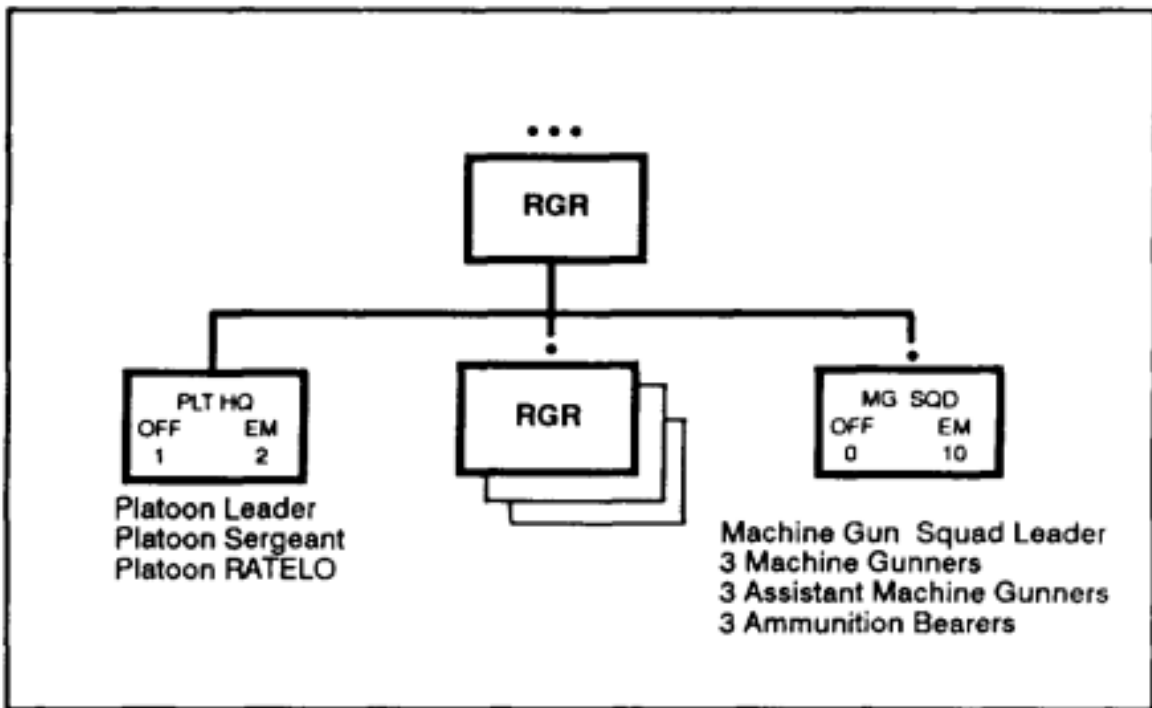 RGR
PLT HQ
OFF EM
1 2
Platoon Leader
Platoon Sergeant
Platoon RATELO
RGR
MG SQD
OFF EM
0 10
Machine Gun Squad Leader
3 Machine Gunners
3 Assistant Machine Gunners
3 Ammunition Bearers